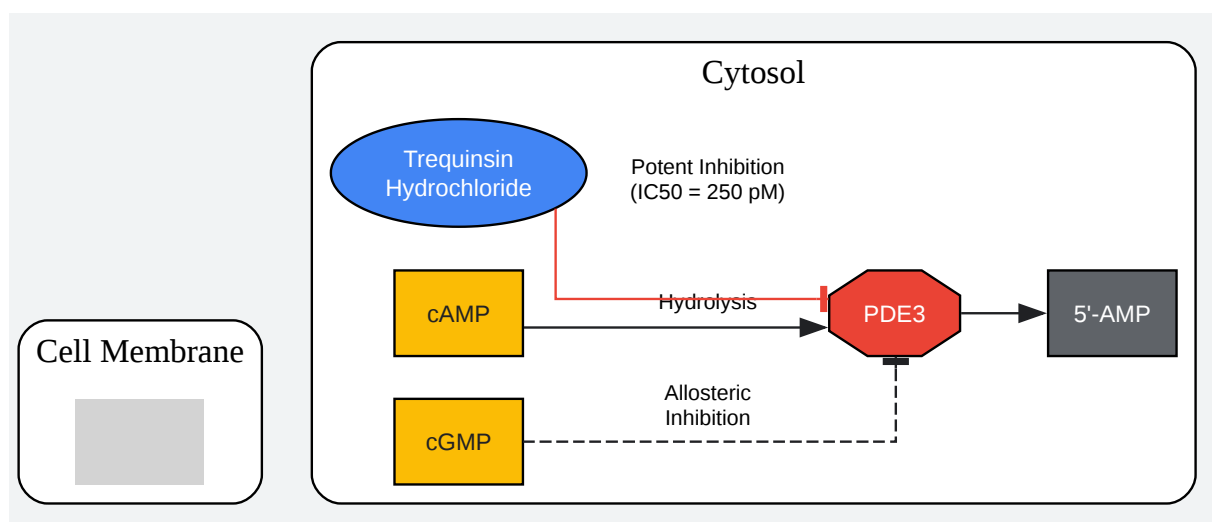 Cytosol
Trequinsin
Hydrochloride
Potent Inhibition
(IC50 = 250 pM)
cAMP
Hydrolysis
PDE3
5'-AMP
Cell Membrane
Allosteric
Inhibition
cGMP